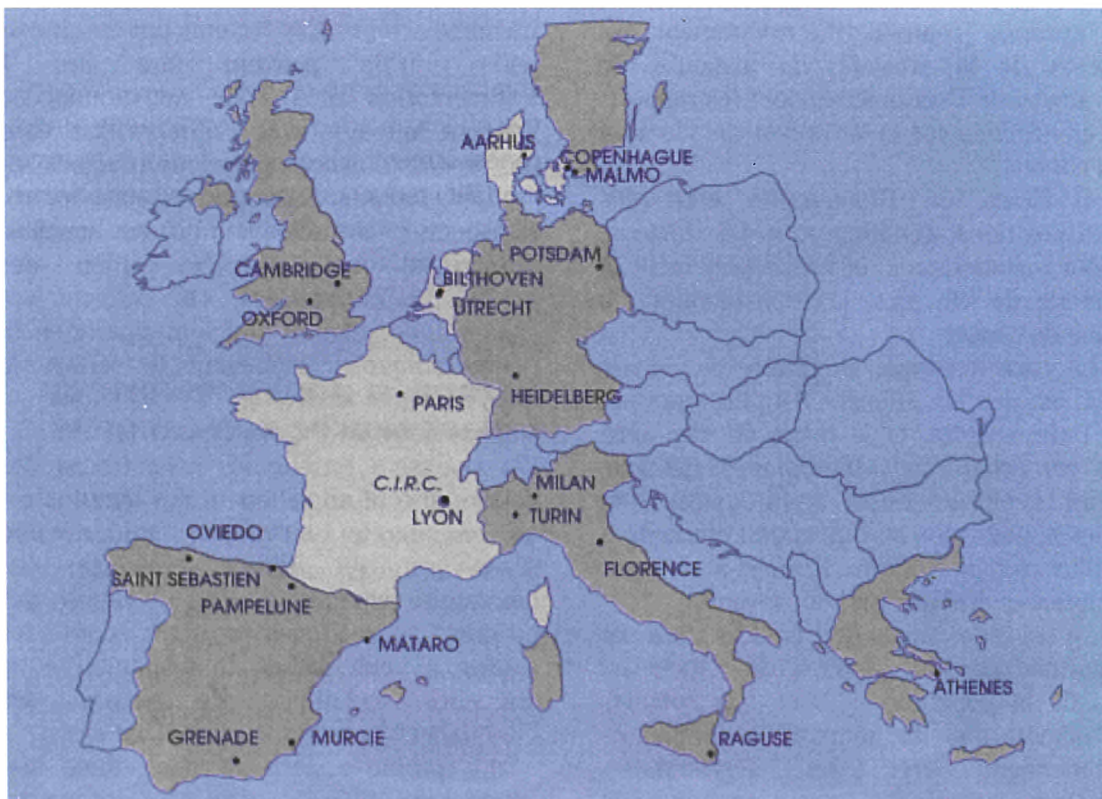 AARHUS
COPENHAGUE
MALMO
POTSDAM
CAMBRIDGE
BILTHOVEN
UTRECHT
OXFORD
HEIDELBERG
PARIS
C.I.R.C.
LYON
MILAN
TURIN
OVIEDO
FLORENCE
SAINT SEBASTIEN
PAMPELUNE
MATARO
ATHENES
GRENADE
MURCIE
RAGUSE